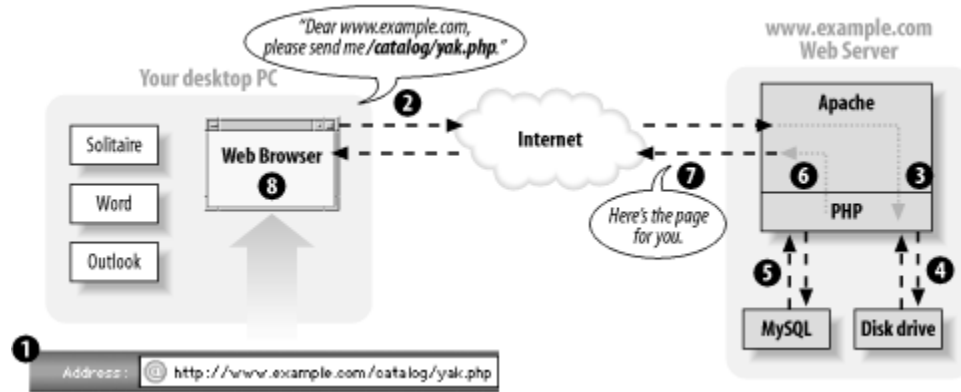 "Dear www.example.com,
please send me /catalog/yak.php."
www.example.com
Web Server
Your desktop PC
2
Apache
Solitaire
Web Browser
8
Internet
7
6
3
Word
Here's the page
for you.
PHP
Outlook
5
4
MySQL
Disk drive
1
Address:
@ http://www.example.com/catalog/yak.php